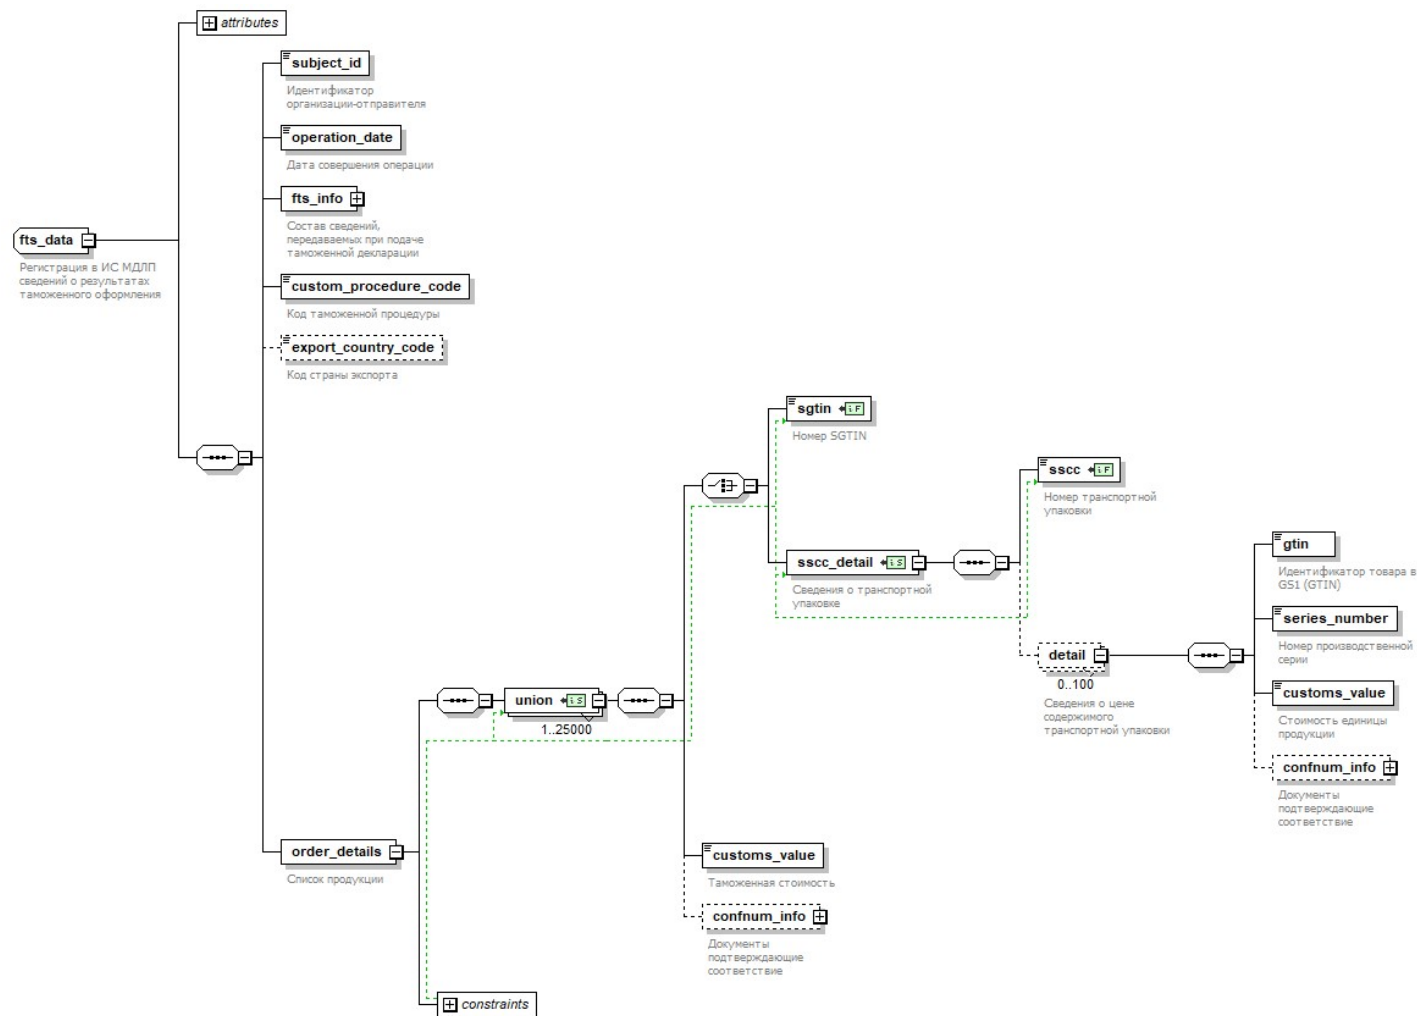 attributes
subject_id
Идентификатор
организации-отправителя
operation_date
Дата совершения операции
fts_info
Состав сведений,
передаваемых при подаче
таможенной декларации
fts_data
Регистрация в ИС МДЛП
сведений о результатах
таможенного оформления
custom_procedure_code
Код таможенной процедуры
export_country_code
Код страны экспорта
sgtin
iF
Номер SGTIN
sscc
iF
Номер транспортной
упаковки
sscc_detail
iS
Сведения о транспортной
упаковке
gtin
Идентификатор товара в
GS1 (GTIN)
series_number
Номер производственной
серии
detail
0..100
Сведения о цене
содержимого
транспортной упаковки
customs_value
Стоимость единицы
продукции
confnum_info
Документы
подтверждающие
соответствие
union
iS
1..25000
order_details
Список продукции
customs_value
Таможенная стоимость
confnum_info
Документы
подтверждающие
соответствие
constraints